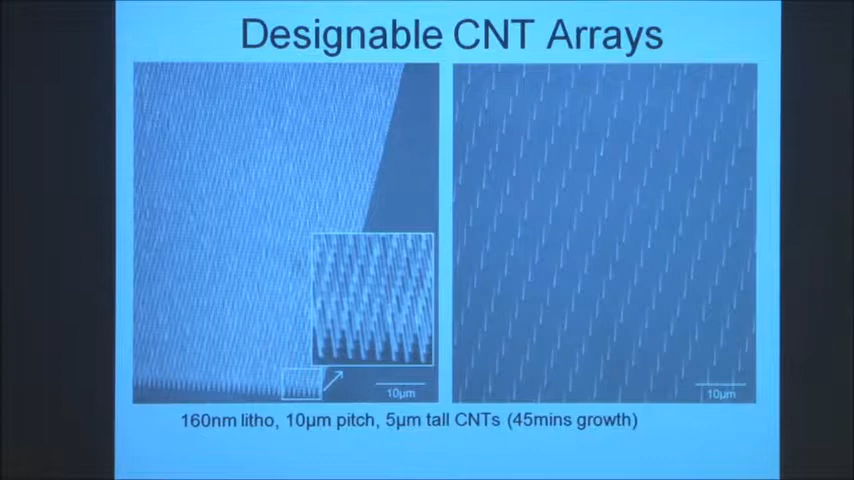 Designable CNT Arrays
10μm
10μm
160nm litho, 10μm pitch, 5μm tall CNTs (45mins growth)